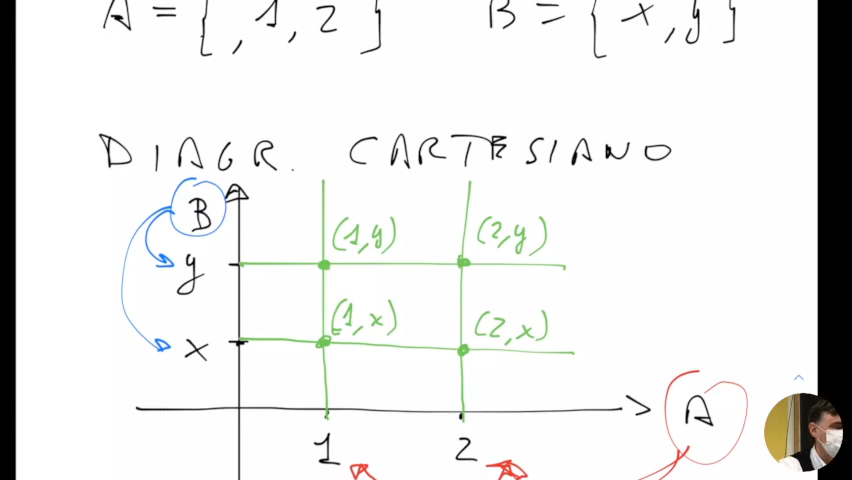 A = { , 1, 2 } B = { x, y }
DIAGR. CARTESIANO
B
(1,y) (2,y)
y
(1,x) (2,x)
x
A
1 2